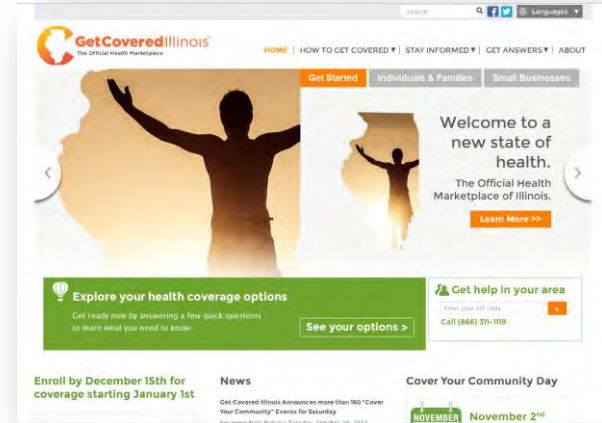 Search
Languages
GetCoveredIllinois
The Official Health Marketplace
HOME | HOW TO GET COVERED | STAY INFORMED | GET ANSWERS | ABOUT
Get Started
Individuals & Families
Small Businesses
Welcome to a
new state of
health.
The Official Health
Marketplace of Illinois.
Learn More >>
Explore your health coverage options
Get ready now by answering a few quick questions
to learn what you need to know.
See your options >
Get help in your area
Enter your ZIP code
Call (866) 311-1119
Enroll by December 15th for
coverage starting January 1st
News
Get Covered Illinois Announces more than 160 "Cover
Your Community" Events for Saturday
Cover Your Community Day
NOVEMBER
November 2nd